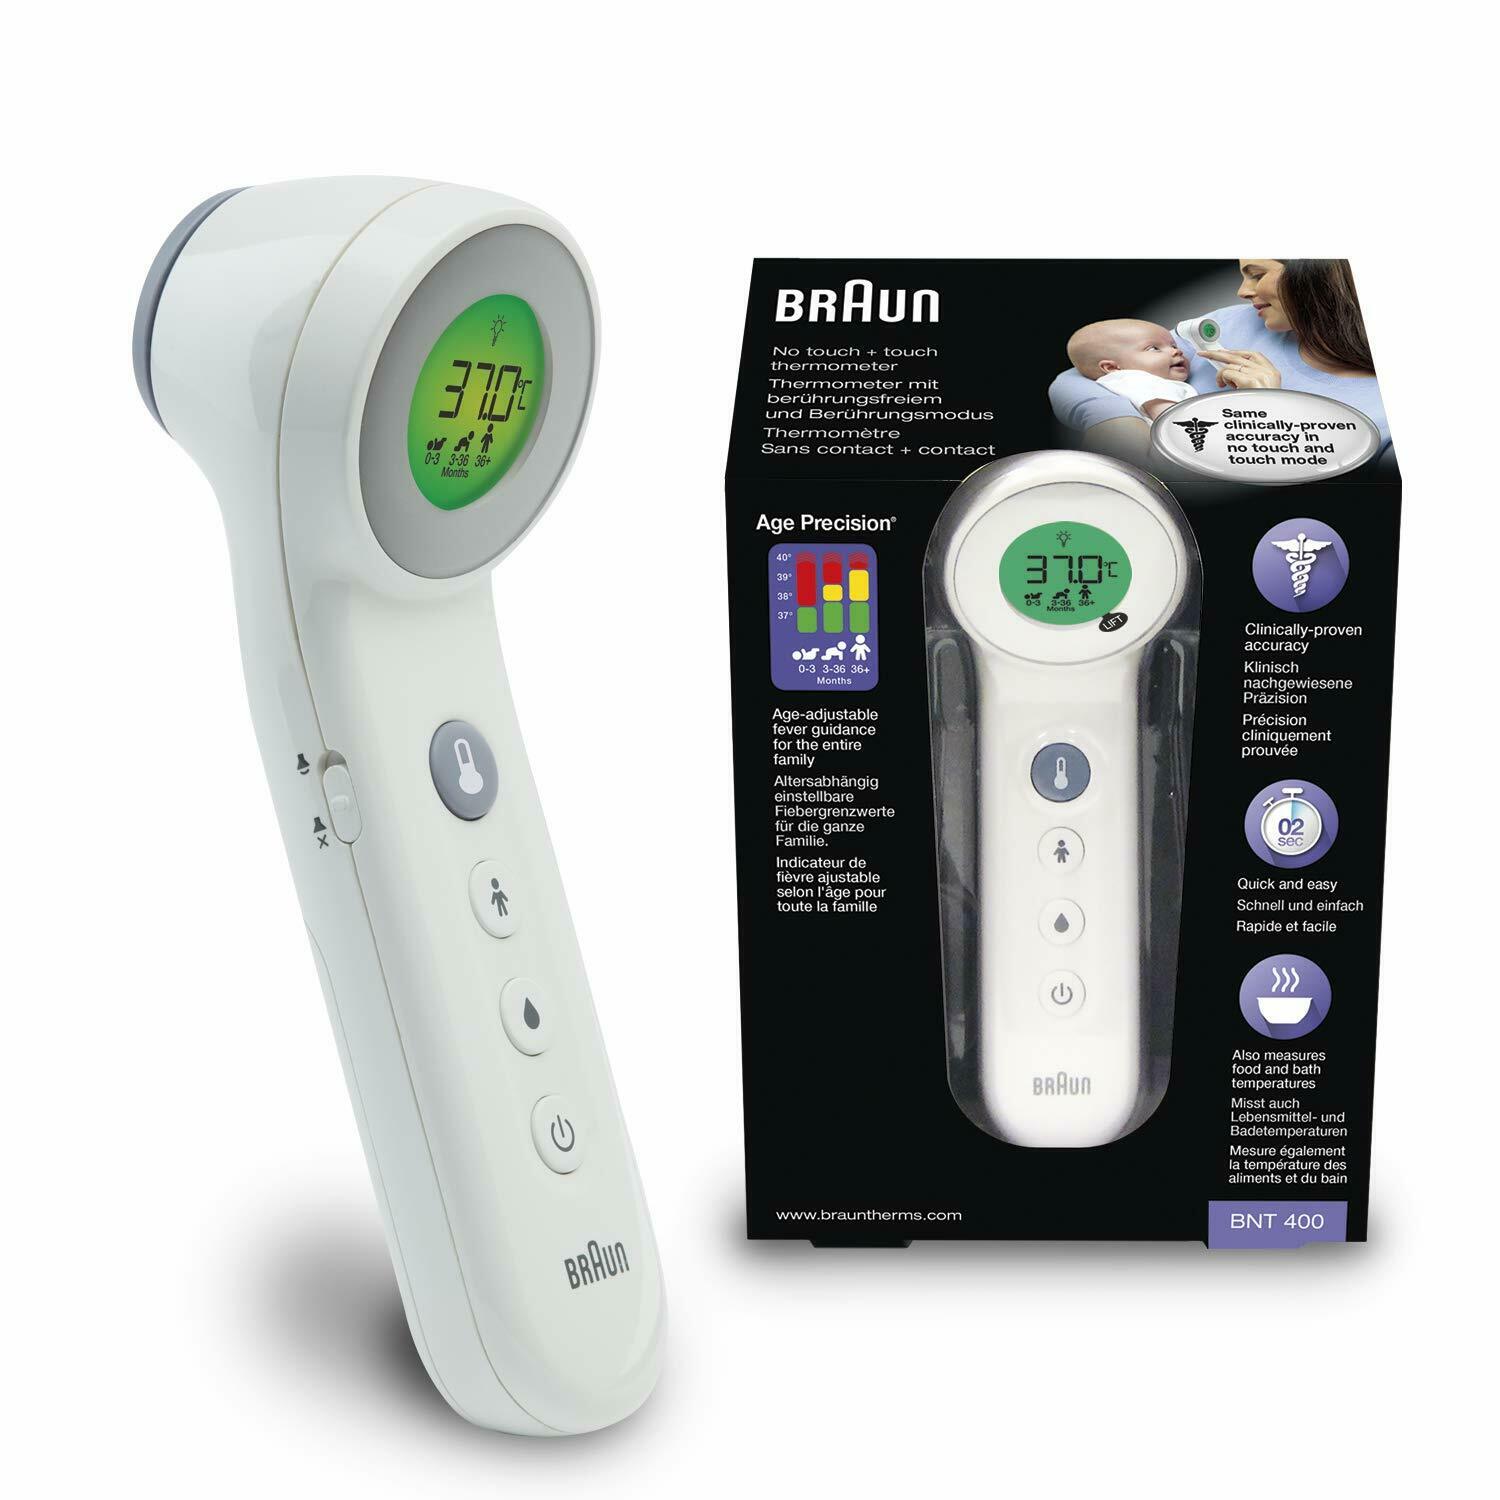 37.0°C
0-3 3-36 36+
Months
BRAUN
BRAUN
No touch + touch
thermometer
Thermometer mit
berührungsfreiem
und Berührungsmodus
Thermomètre
Sans contact + contact
Same
clinically-proven
accuracy in
no touch and
touch mode
Age Precision®
40°
39°
38°
37°
0-3 3-36 36+
Months
Age-adjustable
fever guidance
for the entire
family
Altersabhängig
einstellbare
Fiebergrenzwerte
für die ganze
Familie.
Indicateur de
fièvre ajustable
selon l'âge pour
toute la famille
37.0°C
0-3 3-36 36+
Months
LIFT
BRAUN
Clinically-proven
accuracy
Klinisch
nachgewiesene
Präzision
Précision
cliniquement
prouvée
02
sec
Quick and easy
Schnell und einfach
Rapide et facile
Also measures
food and bath
temperatures
Misst auch
Lebensmittel- und
Badetemperaturen
Mesure également
la température des
aliments et du bain
www.brauntherms.com
BNT 400